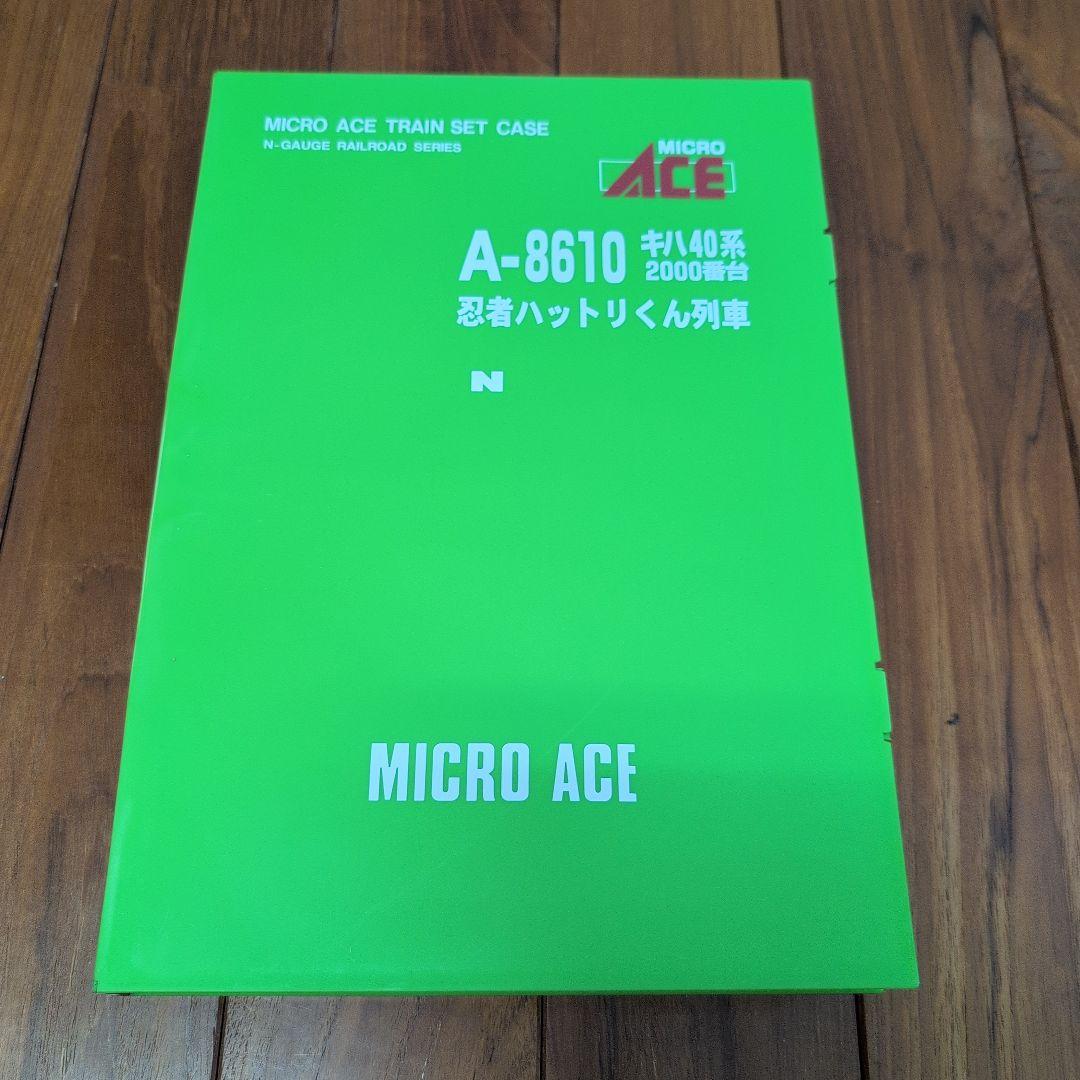 MICRO ACE TRAIN SET CASE
N-GAUGE RAILROAD SERIES
MICRO
ACE
A-8610 キハ40系
2000番台
忍者ハットリくん列車
N
MICRO ACE